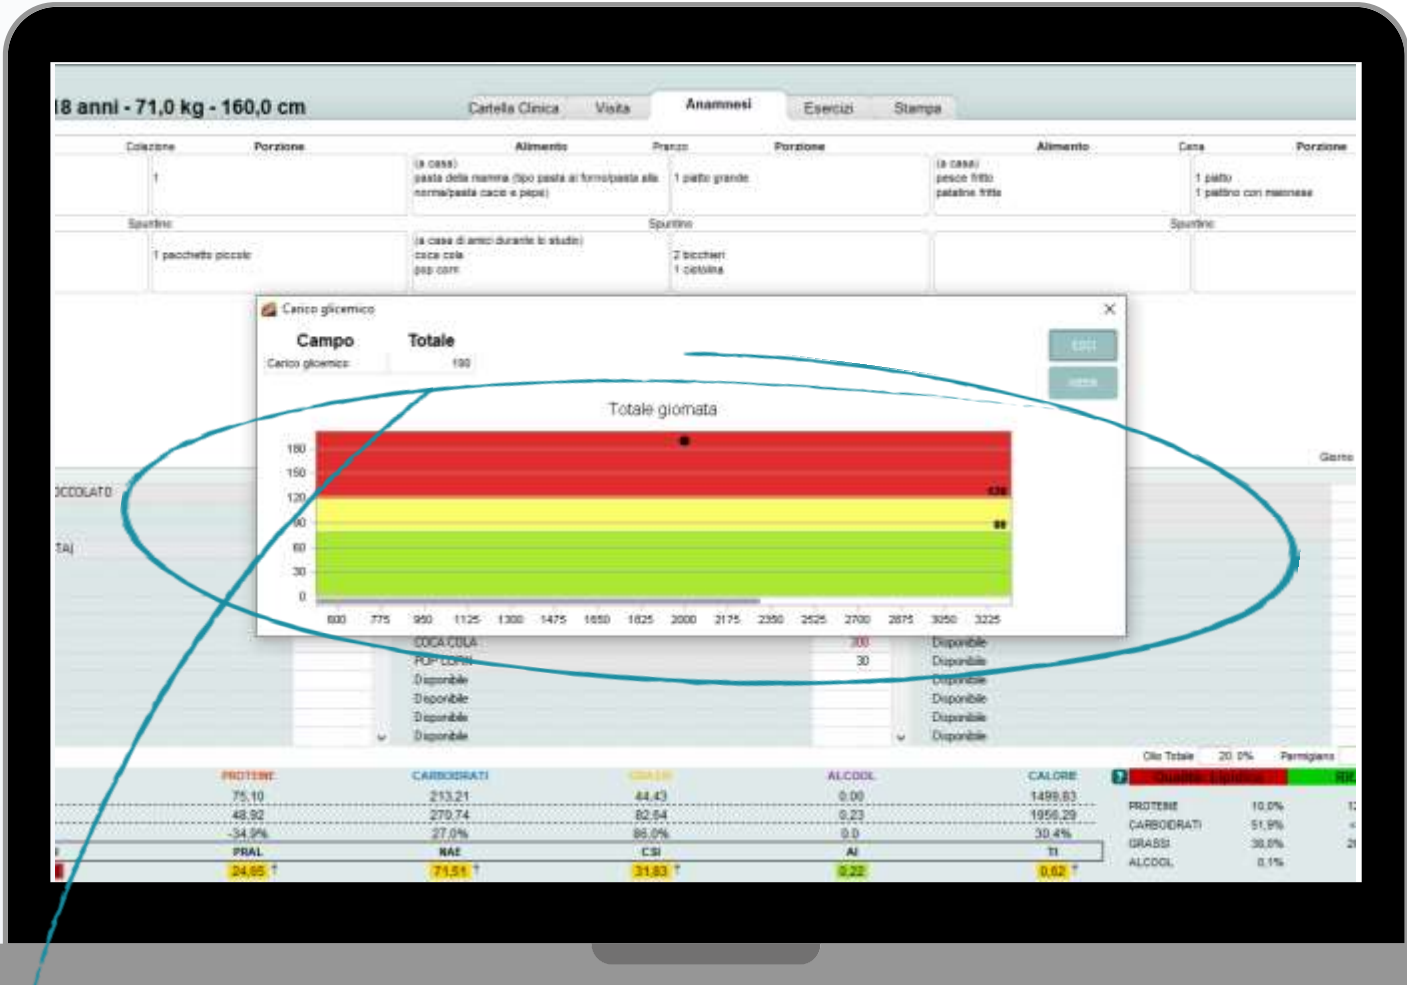 18 anni - 71,0 kg - 160,0 cm
Cartella Clinica Visita Anamnesi Esercizi Stampa
Colazione Porzione Alimento Pranzo Porzione Alimento Cena Porzione
(a casa) (a casa)
1 pasta della mamma (tipo pasta al forno/pasta alla 1 piatto grande pesce fritto 1 piatto
norma/pasta cacio e pepe) patatine fritte 1 piattino con maionese
Spuntino Spuntino Spuntino
(a casa di amici durante lo studio)
1 pacchetto piccolo coca cola 2 bicchieri
pop corn 1 ciotolina
Carico glicemico
Campo Totale ESCI
Carico glicemico 190
Totale giornata
180
150
120 120
90 80
60
30
0
600 775 950 1125 1300 1475 1650 1825 2000 2175 2350 2525 2700 2875 3050 3225
Giorno
OCCOLATO
TA)
COCA COLA 300 Disponibile
POP CORN 30 Disponibile
Disponibile Disponibile
Disponibile Disponibile
Disponibile Disponibile
Disponibile Disponibile
Olio Totale 20 0% Parmigiano
PROTEINE CARBOIDRATI GRASSI ALCOOL CALORIE ? Qualità Lipidica
75,10 213,21 44,43 0,00 1499,83
48,92 270,74 82,64 0,23 1956,29
-34,9% 27,0% 86,0% 0,0 30,4%
PRAL NAE CSI AI TI
24,05 ↑ 71,51 ↑ 31,83 ↑ 0,22 0,62 ↑
PROTEINE 10,0%
CARBOIDRATI 51,9%
GRASSI 38,0%
ALCOOL 0,1%